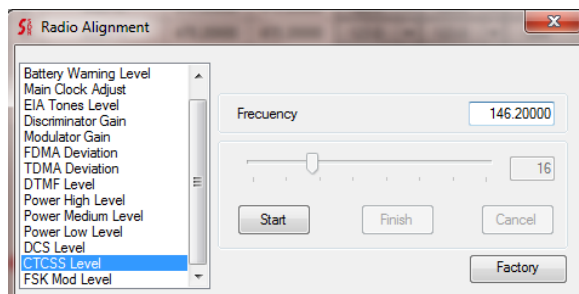 Radio Alignment
Battery Warning Level
Main Clock Adjust
EIA Tones Level
Discriminator Gain
Modulator Gain
FDMA Deviation
TDMA Deviation
DTMF Level
Power High Level
Power Medium Level
Power Low Level
DCS Level
CTCSS Level
FSK Mod Level
Frecuency
146.20000
16
Start
Finish
Cancel
Factory